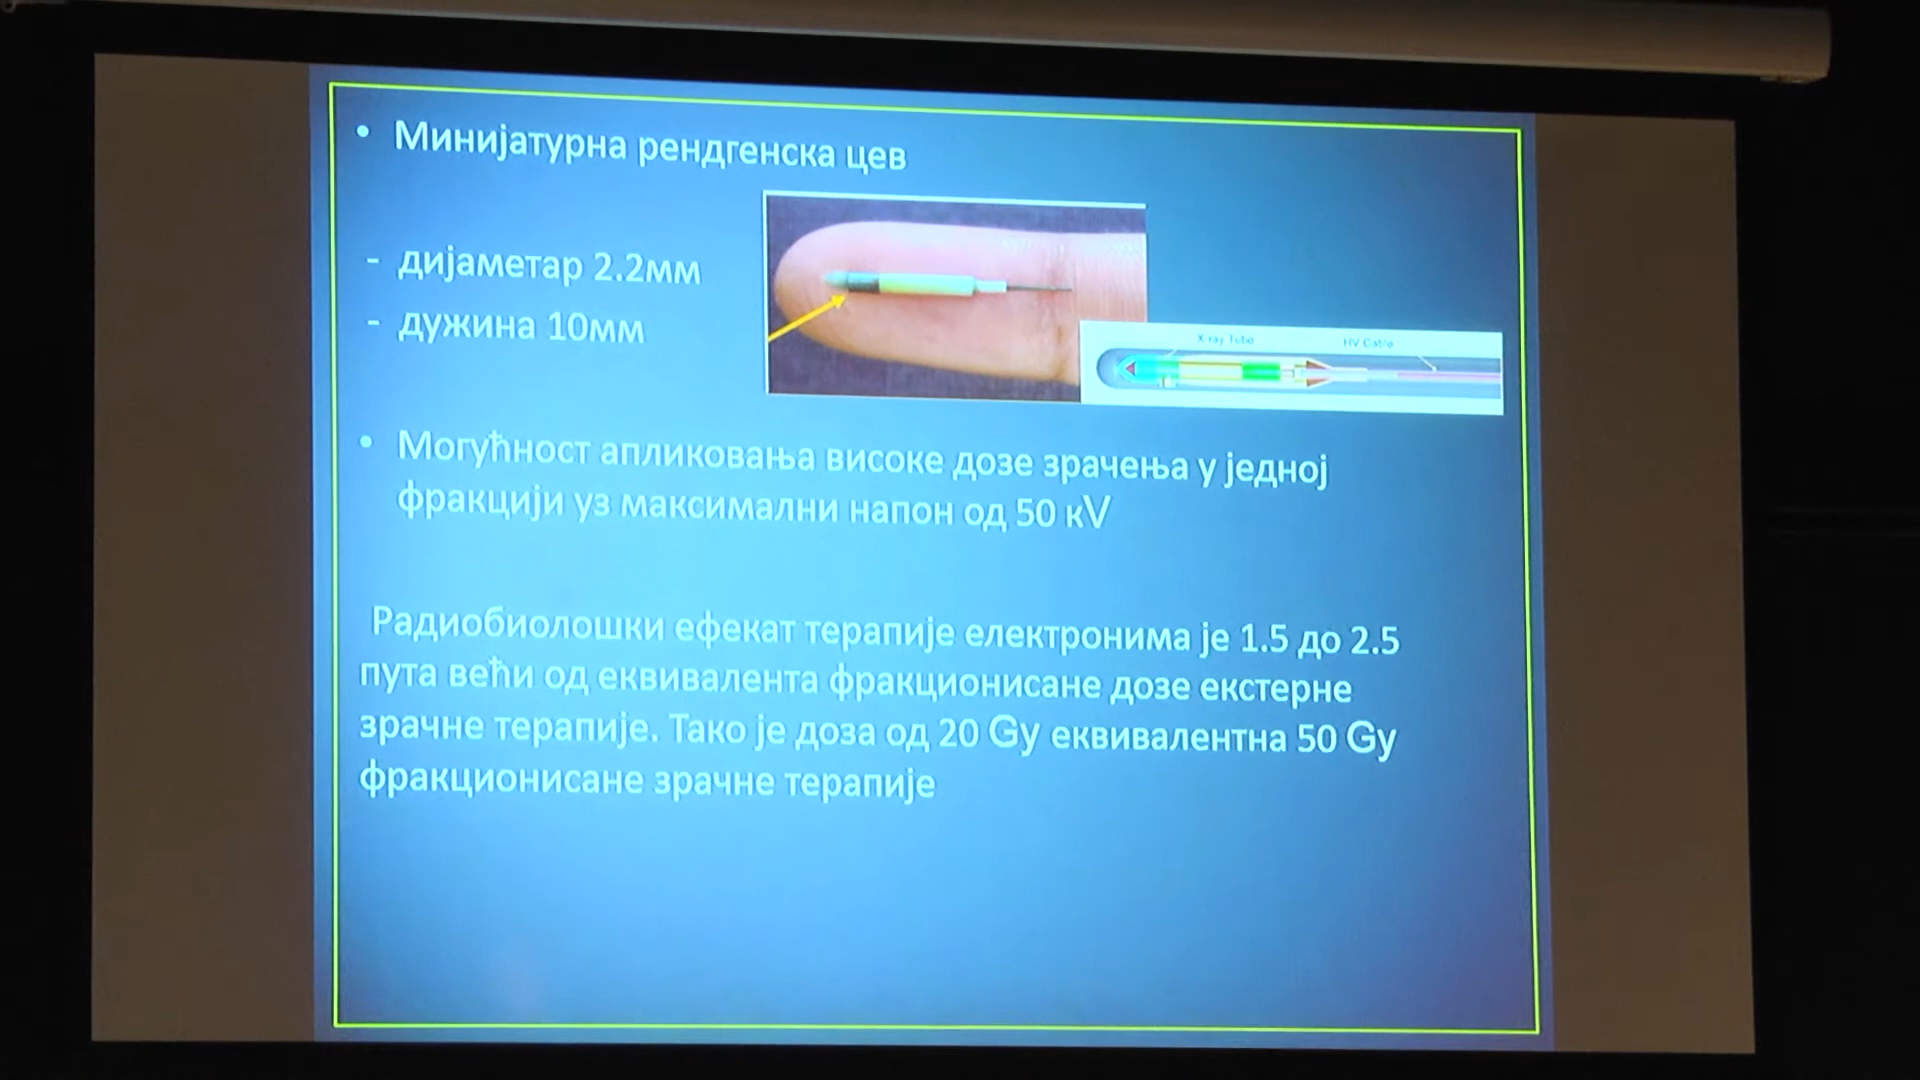 • Минијатурна рендгенска цев
- дијаметар 2.2мм
- дужина 10мм
X-ray Tube
HV Cable
• Могућност апликовања високе дозе зрачења у једној
фракцији уз максимални напон од 50 кV
Радиобиолошки ефекат терапије електронима је 1.5 до 2.5
пута већи од еквивалента фракционисане дозе екстерне
зрачне терапије. Тако је доза од 20 Gy еквивалентна 50 Gy
фракционисане зрачне терапије